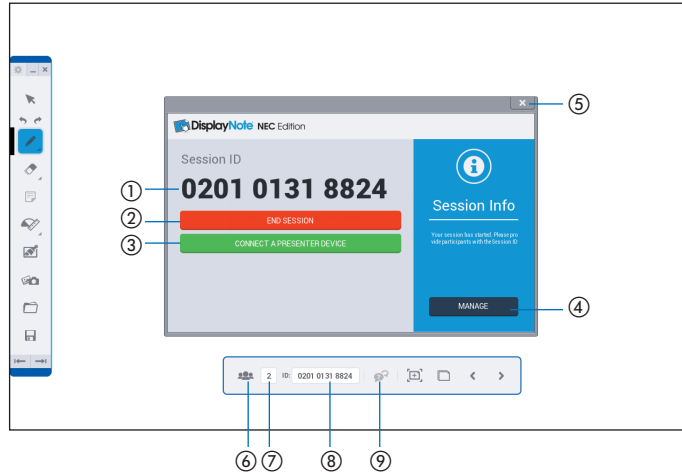 DisplayNote NEC Edition
Session ID
0201 0131 8824
END SESSION
CONNECT A PRESENTER DEVICE
Session Info
Your session has started. Please pro
vide participants with the Session ID
MANAGE
2 ID: 0201 0131 8824
①
②
③
④
⑤
⑥ ⑦ ⑧ ⑨